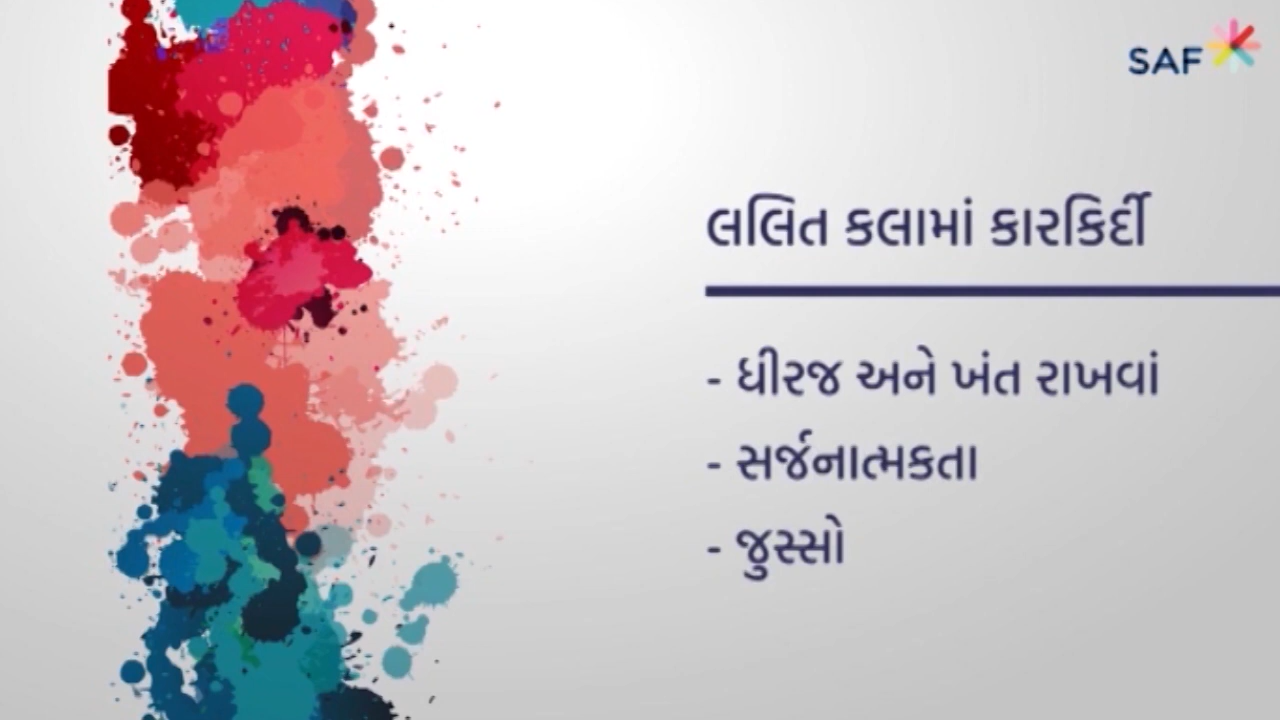 SAF
લલિત કલામાં કારકિર્દી
- ધીરજ અને ખંત રાખવાં
- સર્જનાત્મકતા
- જુસ્સો